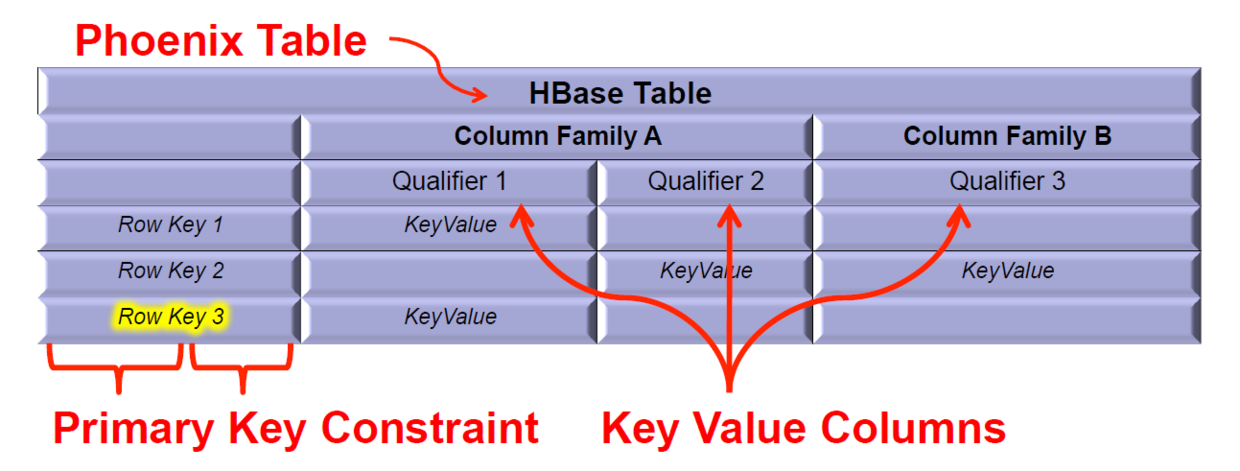 Phoenix Table
HBase Table
Column Family A Column Family B
Qualifier 1 Qualifier 2 Qualifier 3
Row Key 1 KeyValue
Row Key 2 KeyValue KeyValue
Row Key 3 KeyValue
Primary Key Constraint Key Value Columns